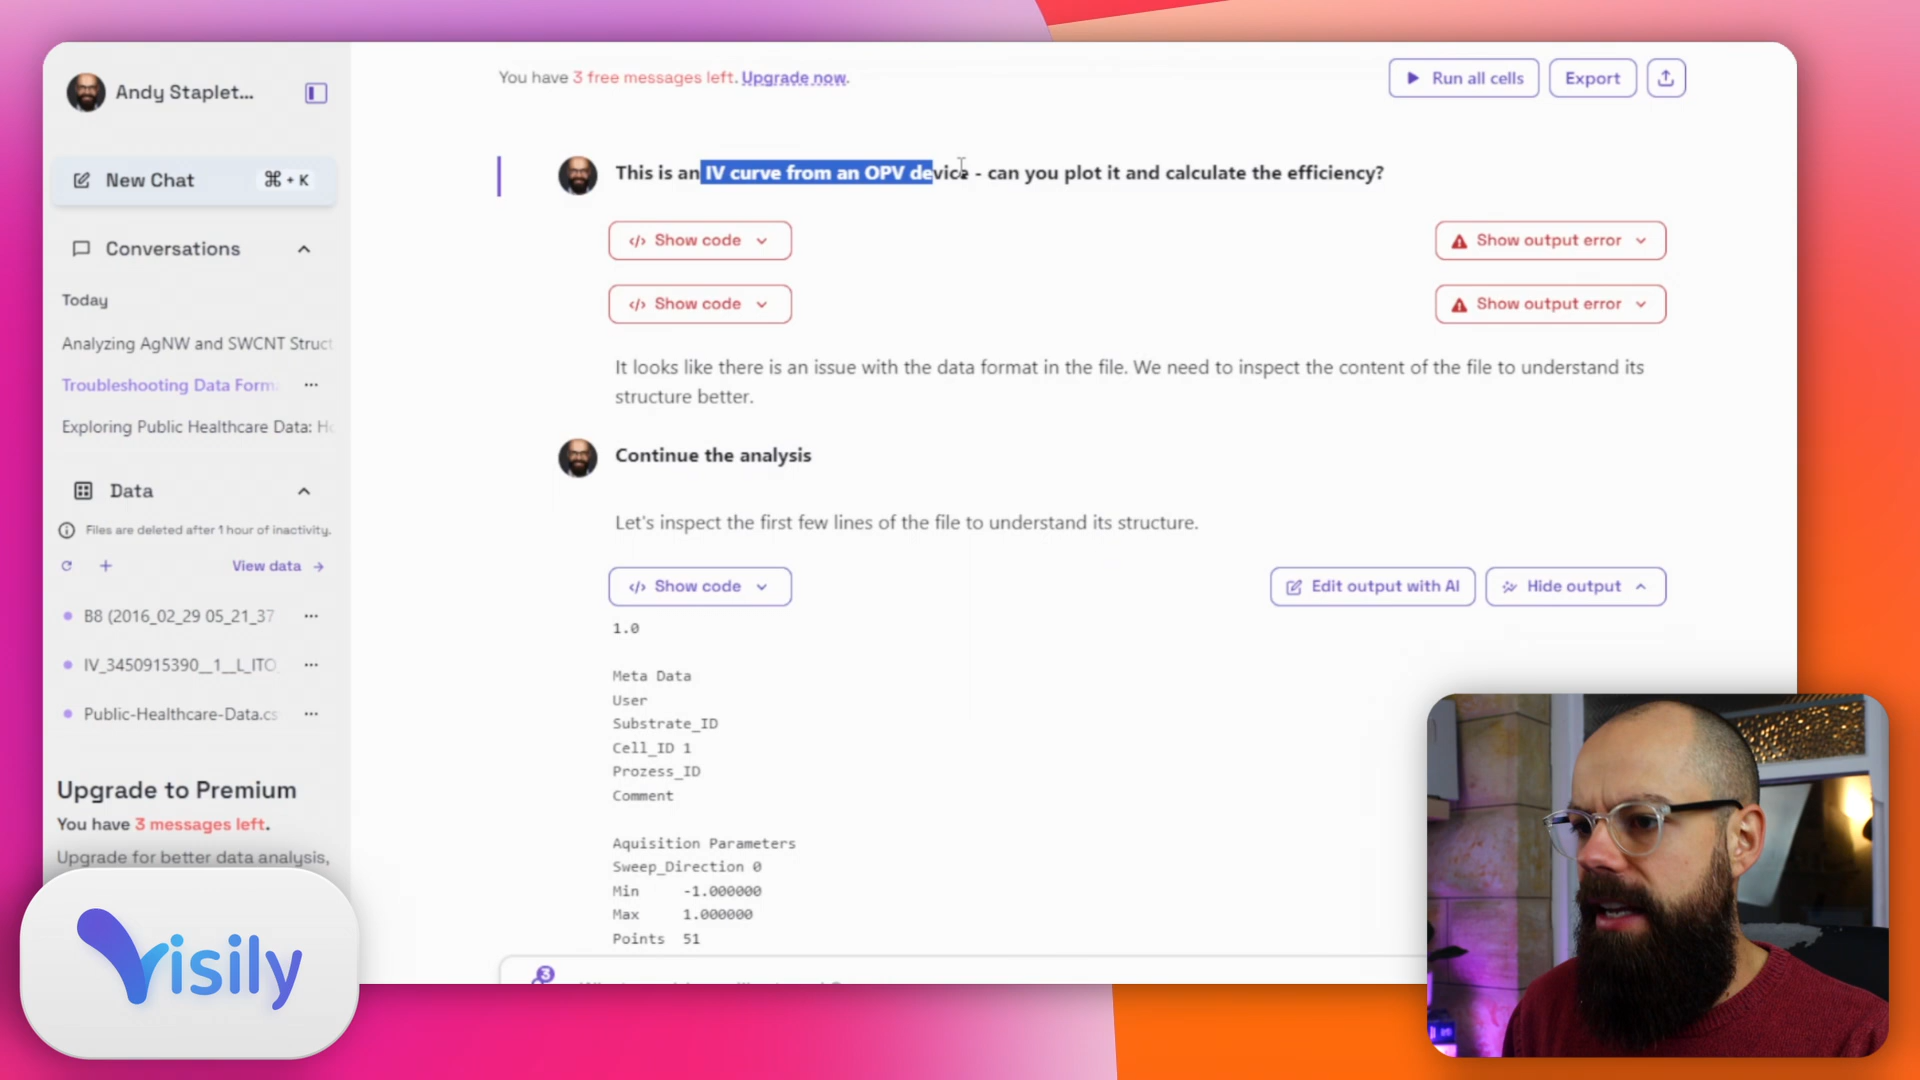 Andy Staplet...
You have 3 free messages left. Upgrade now.
Run all cells
Export
New Chat
⌘ + K
Conversations
Today
Analyzing AgNW and SWCNT Struct
Troubleshooting Data Form
Exploring Public Healthcare Data: Ho
Data
Files are deleted after 1 hour of inactivity.
View data →
B8 (2016_02_29 05_21_37
IV_3450915390__1__L_ITO_
Public-Healthcare-Data.cs
Upgrade to Premium
You have 3 messages left.
Upgrade for better data analysis,
Visily
This is an IV curve from an OPV device - can you plot it and calculate the efficiency?
</> Show code
Show output error
</> Show code
Show output error
It looks like there is an issue with the data format in the file. We need to inspect the content of the file to understand its
structure better.
Continue the analysis
Let's inspect the first few lines of the file to understand its structure.
</> Show code
Edit output with AI
Hide output
1.0
Meta Data
User
Substrate_ID
Cell_ID 1
Prozess_ID
Comment
Aquisition Parameters
Sweep_Direction 0
Min -1.000000
Max 1.000000
Points 51
3